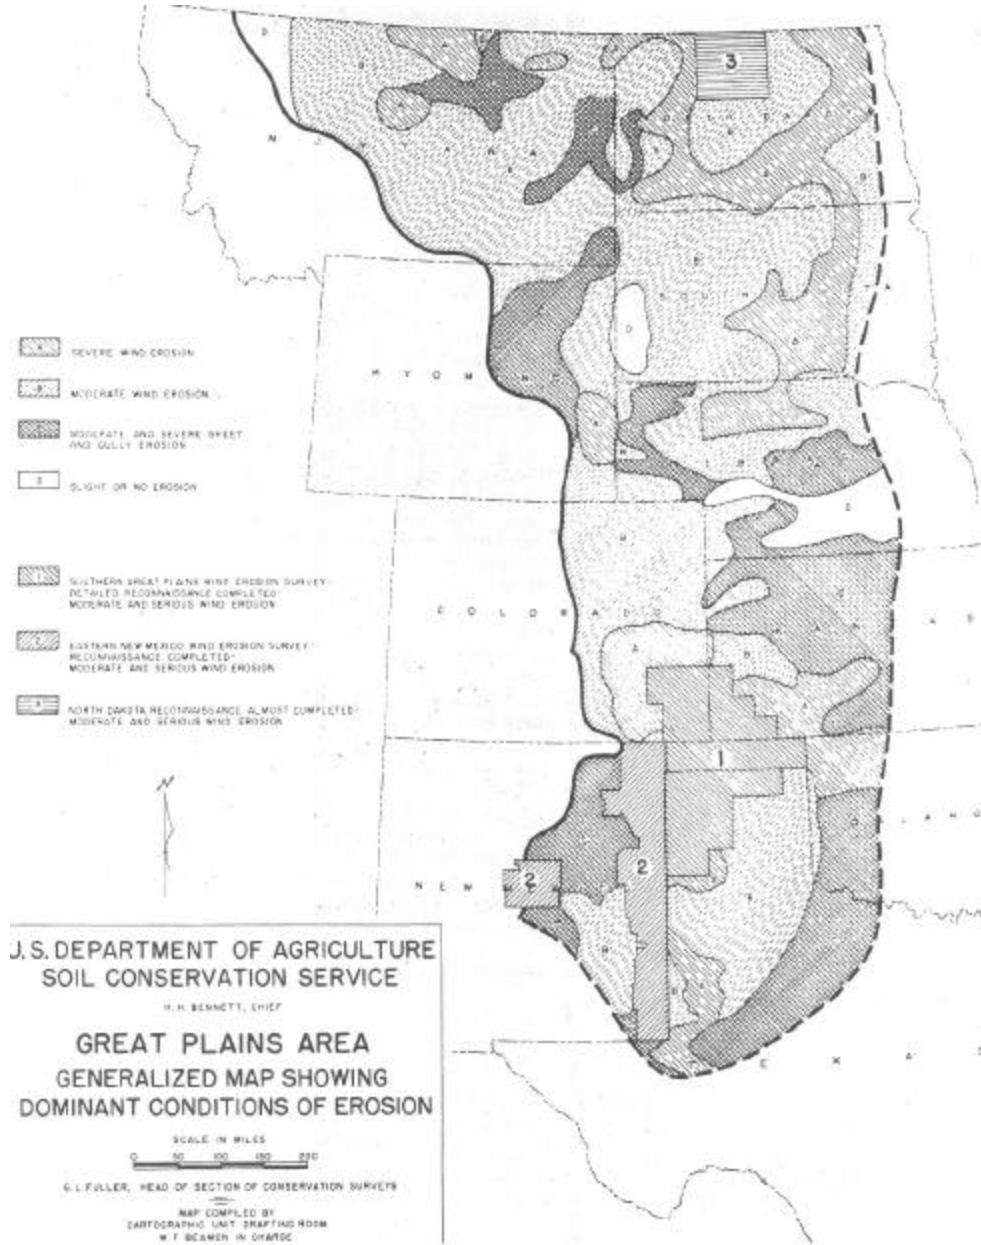 3
M O N T A N A
N O R T H D A K O T A
S O U T H D A K O T A
W Y O M I N G
A SEVERE WIND EROSION
B MODERATE WIND EROSION
C MODERATE AND SEVERE SHEET
AND GULLY EROSION
D SLIGHT OR NO EROSION
1 SOUTHERN GREAT PLAINS WIND EROSION SURVEY-
DETAILED RECONNAISSANCE COMPLETED-
MODERATE AND SERIOUS WIND EROSION
2 EASTERN NEW MEXICO WIND EROSION SURVEY-
RECONNAISSANCE COMPLETED-
MODERATE AND SERIOUS WIND EROSION
3 NORTH DAKOTA RECONNAISSANCE ALMOST COMPLETED-
MODERATE AND SERIOUS WIND EROSION
C O L O R A D O
K A N S A S
1
O K L A H O
2
2
N E W
T E X A S
N
U.S. DEPARTMENT OF AGRICULTURE
SOIL CONSERVATION SERVICE
H. H. BENNETT, CHIEF
GREAT PLAINS AREA
GENERALIZED MAP SHOWING
DOMINANT CONDITIONS OF EROSION
SCALE IN MILES
0 50 100 150 200
G. L. FULLER, HEAD OF SECTION OF CONSERVATION SURVEYS
MAP COMPILED BY
CARTOGRAPHIC UNIT DRAFTING ROOM
W. F. BEAMON IN CHARGE